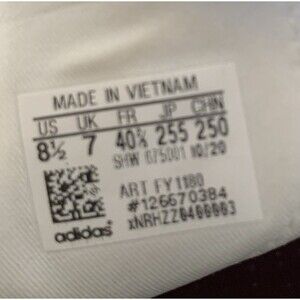 MADE IN VIETNAM
US UK FR JP CHN
8½ 7 40⅔ 255 250
SHW 675001 10/20
ART FY1180
#126670384
xNRHZZ0400003
adidas